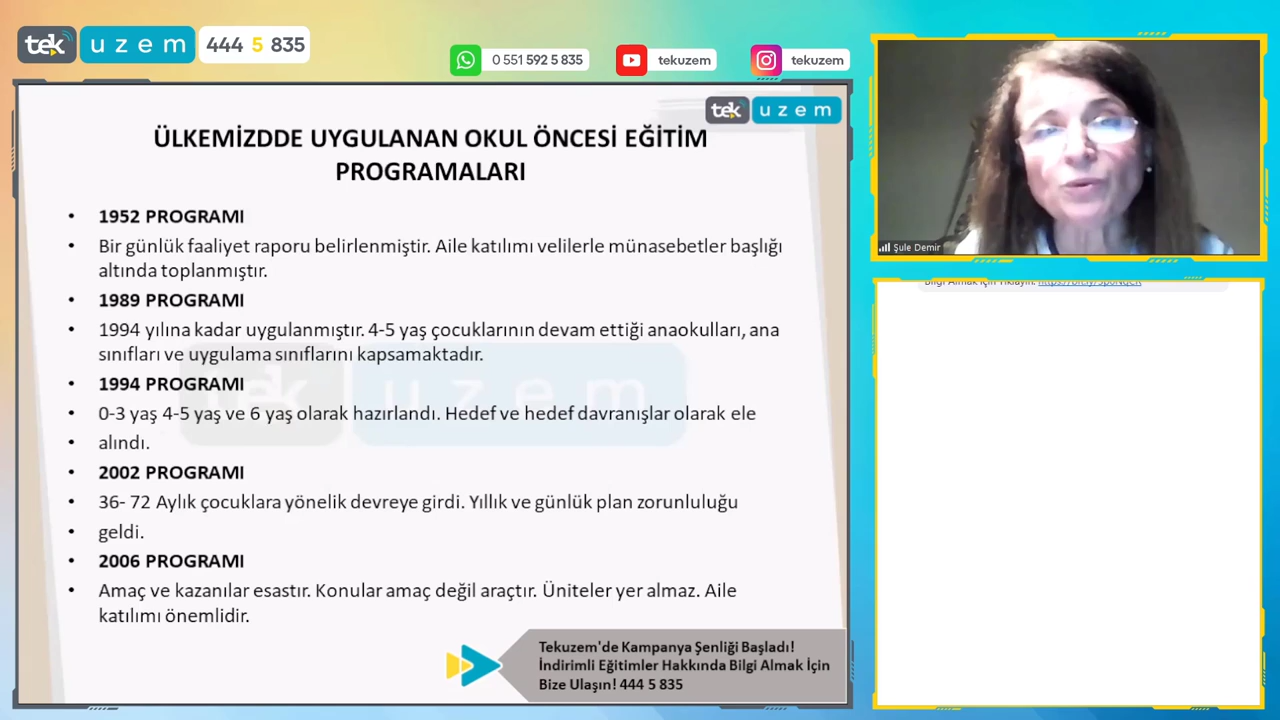 tek uzem 444 5 835
0 551 592 5 835
tekuzem
tekuzem
tek uzem
ÜLKEMİZDDE UYGULANAN OKUL ÖNCESİ EĞİTİM
PROGRAMALARI
• 1952 PROGRAMI
• Bir günlük faaliyet raporu belirlenmiştir. Aile katılımı velilerle münasebetler başlığı
altında toplanmıştır.
• 1989 PROGRAMI
• 1994 yılına kadar uygulanmıştır. 4-5 yaş çocuklarının devam ettiği anaokulları, ana
sınıfları ve uygulama sınıflarını kapsamaktadır.
• 1994 PROGRAMI
• 0-3 yaş 4-5 yaş ve 6 yaş olarak hazırlandı. Hedef ve hedef davranışlar olarak ele
• alındı.
• 2002 PROGRAMI
• 36- 72 Aylık çocuklara yönelik devreye girdi. Yıllık ve günlük plan zorunluluğu
• geldi.
• 2006 PROGRAMI
• Amaç ve kazanılar esastır. Konular amaç değil araçtır. Üniteler yer almaz. Aile
katılımı önemlidir.
tek uzem
Tekuzem'de Kampanya Şenliği Başladı!
İndirimli Eğitimler Hakkında Bilgi Almak İçin
Bize Ulaşın! 444 5 835
Şule Demir
Bilgi Almak İçin Tıklayın: